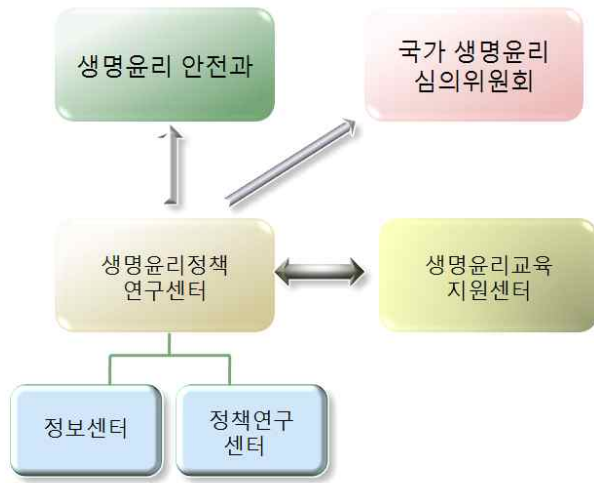 생명윤리 안전과
국가 생명윤리
심의위원회
생명윤리정책
연구센터
생명윤리교육
지원센터
정보센터
정책연구
센터